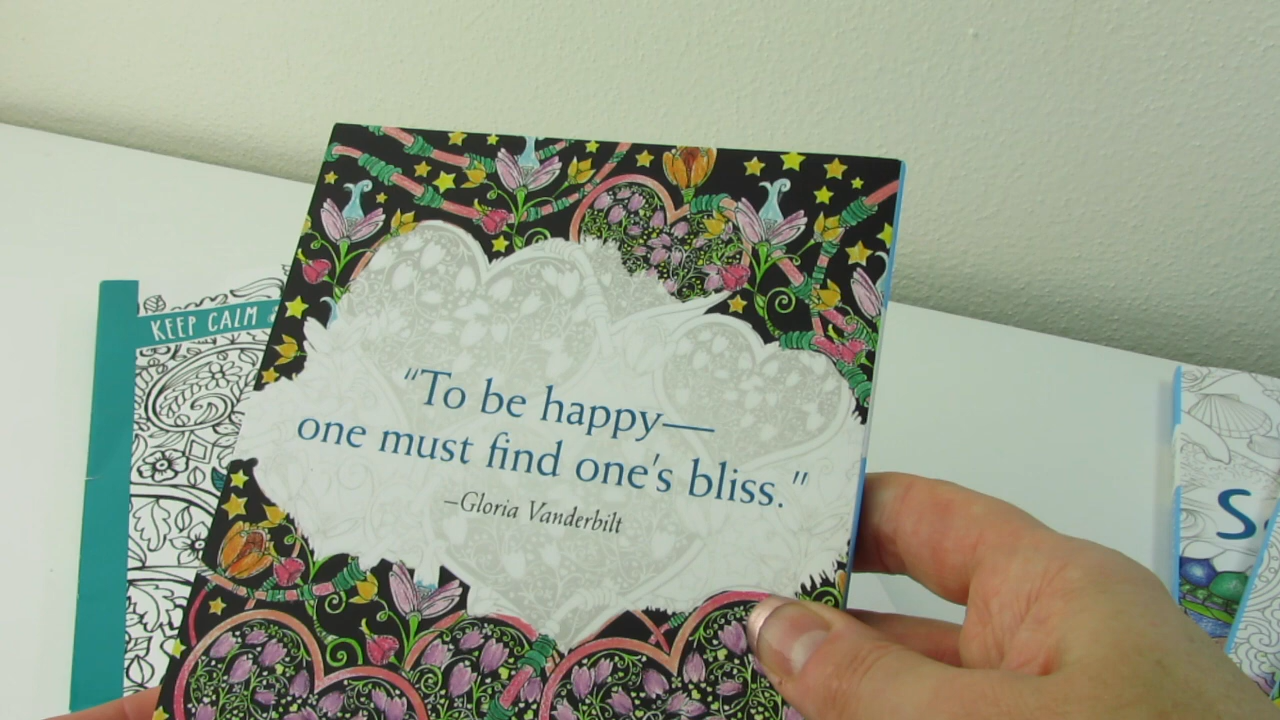 KEEP CALM
"To be happy—
one must find one's bliss."
–Gloria Vanderbilt